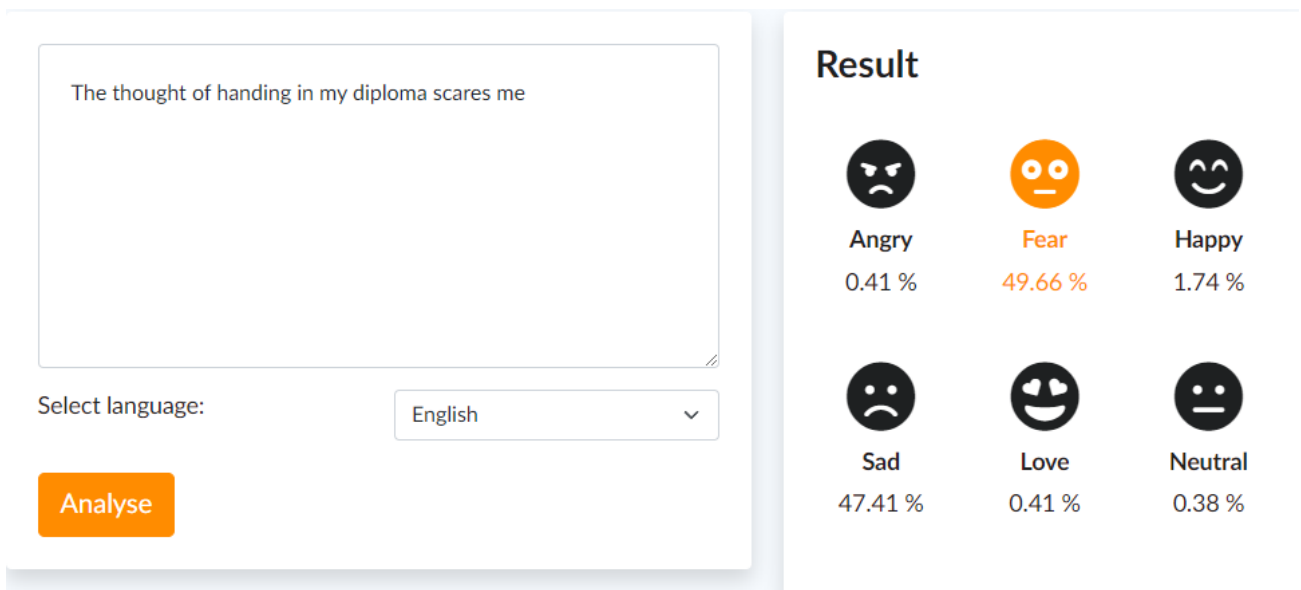 The thought of handing in my diploma scares me
Select language:
English
Analyse
Result
Angry
0.41 %
Fear
49.66 %
Happy
1.74 %
Sad
47.41 %
Love
0.41 %
Neutral
0.38 %